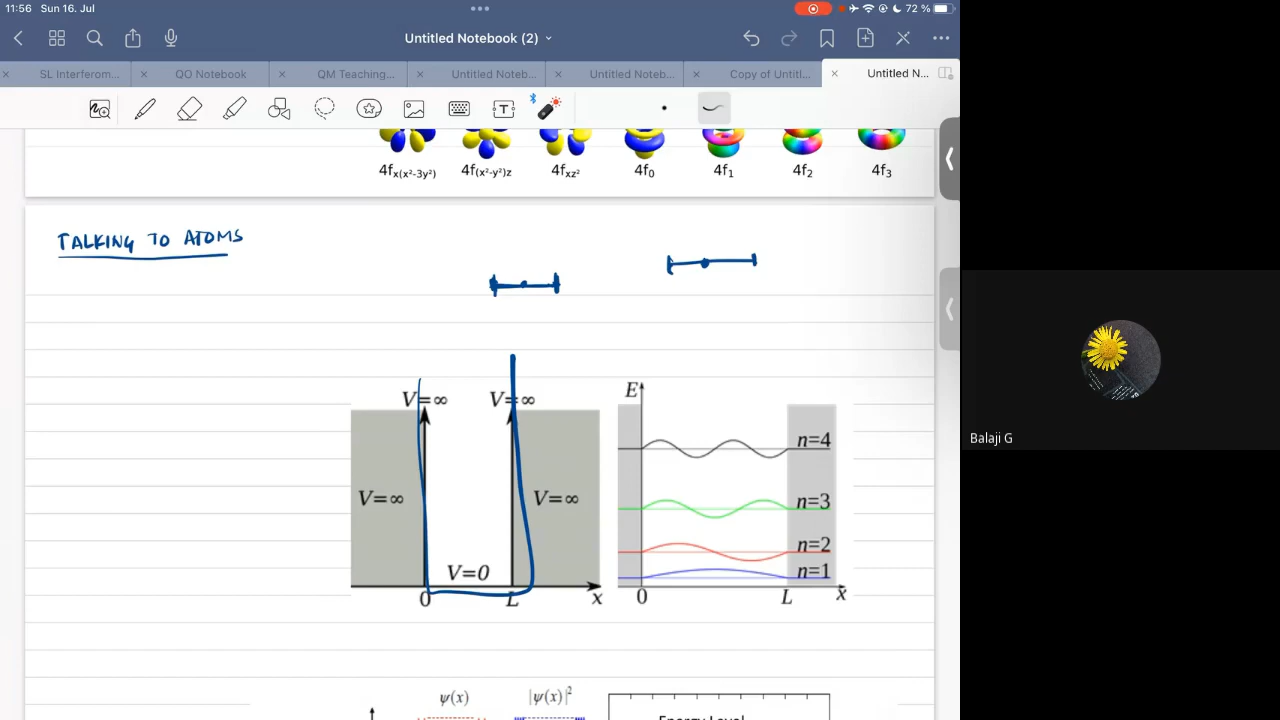 11:56 Sun 16. Jul
72 %
Untitled Notebook (2)
SL Interferom...
QO Notebook
QM Teaching...
Untitled Noteb...
Untitled Noteb...
Copy of Untitl...
Untitled N...
T
4fx(x²-3y²) 4f(x²-y²)z 4fxz² 4f0 4f1 4f2 4f3
TALKING TO ATOMS
V=∞ V=∞
V=∞ V=∞
V=0
0 L x
E
n=4
n=3
n=2
n=1
0 L x
ψ(x) |ψ(x)|²
Energy Level
Balaji G